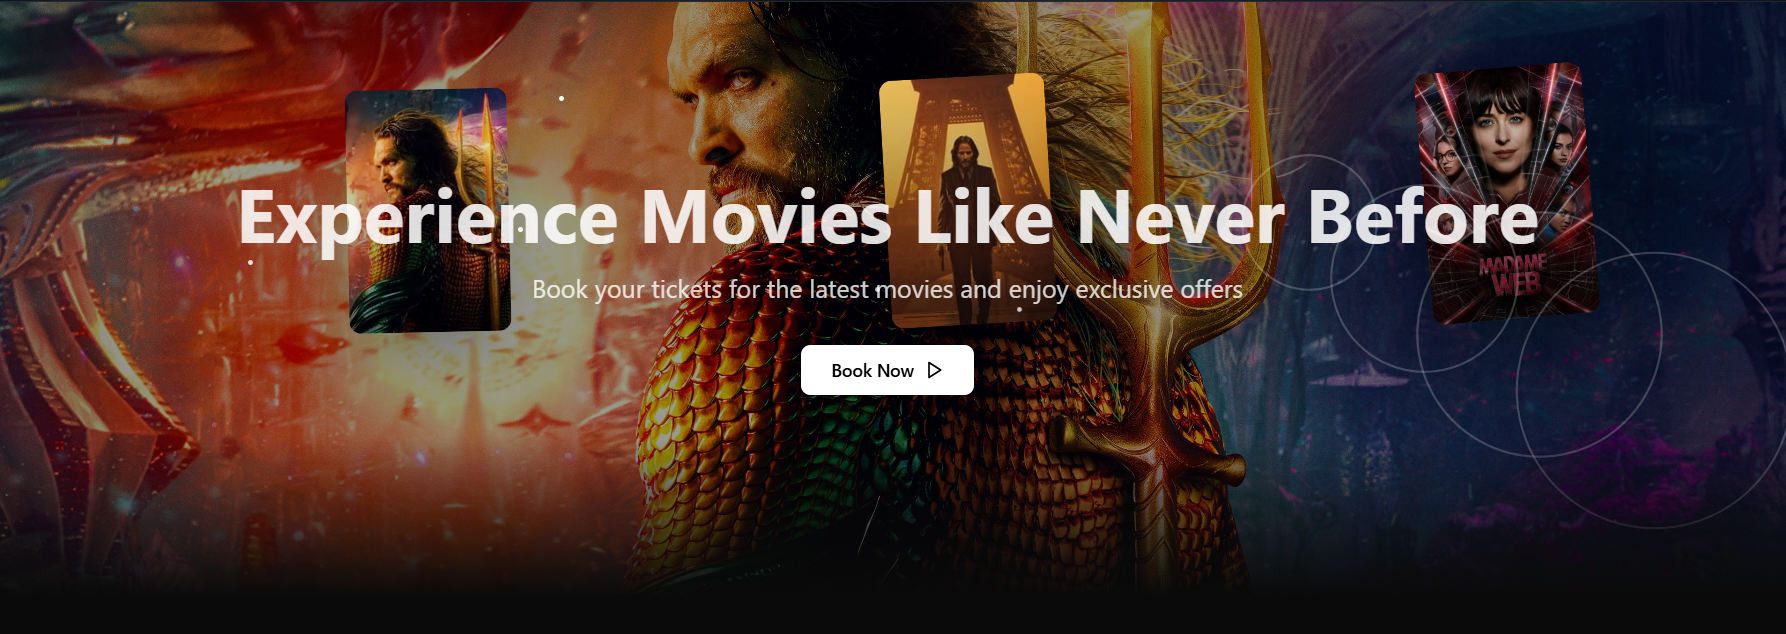 Experience Movies Like Never Before
MADAME
WEB
Book your tickets for the latest movies and enjoy exclusive offers
Book Now